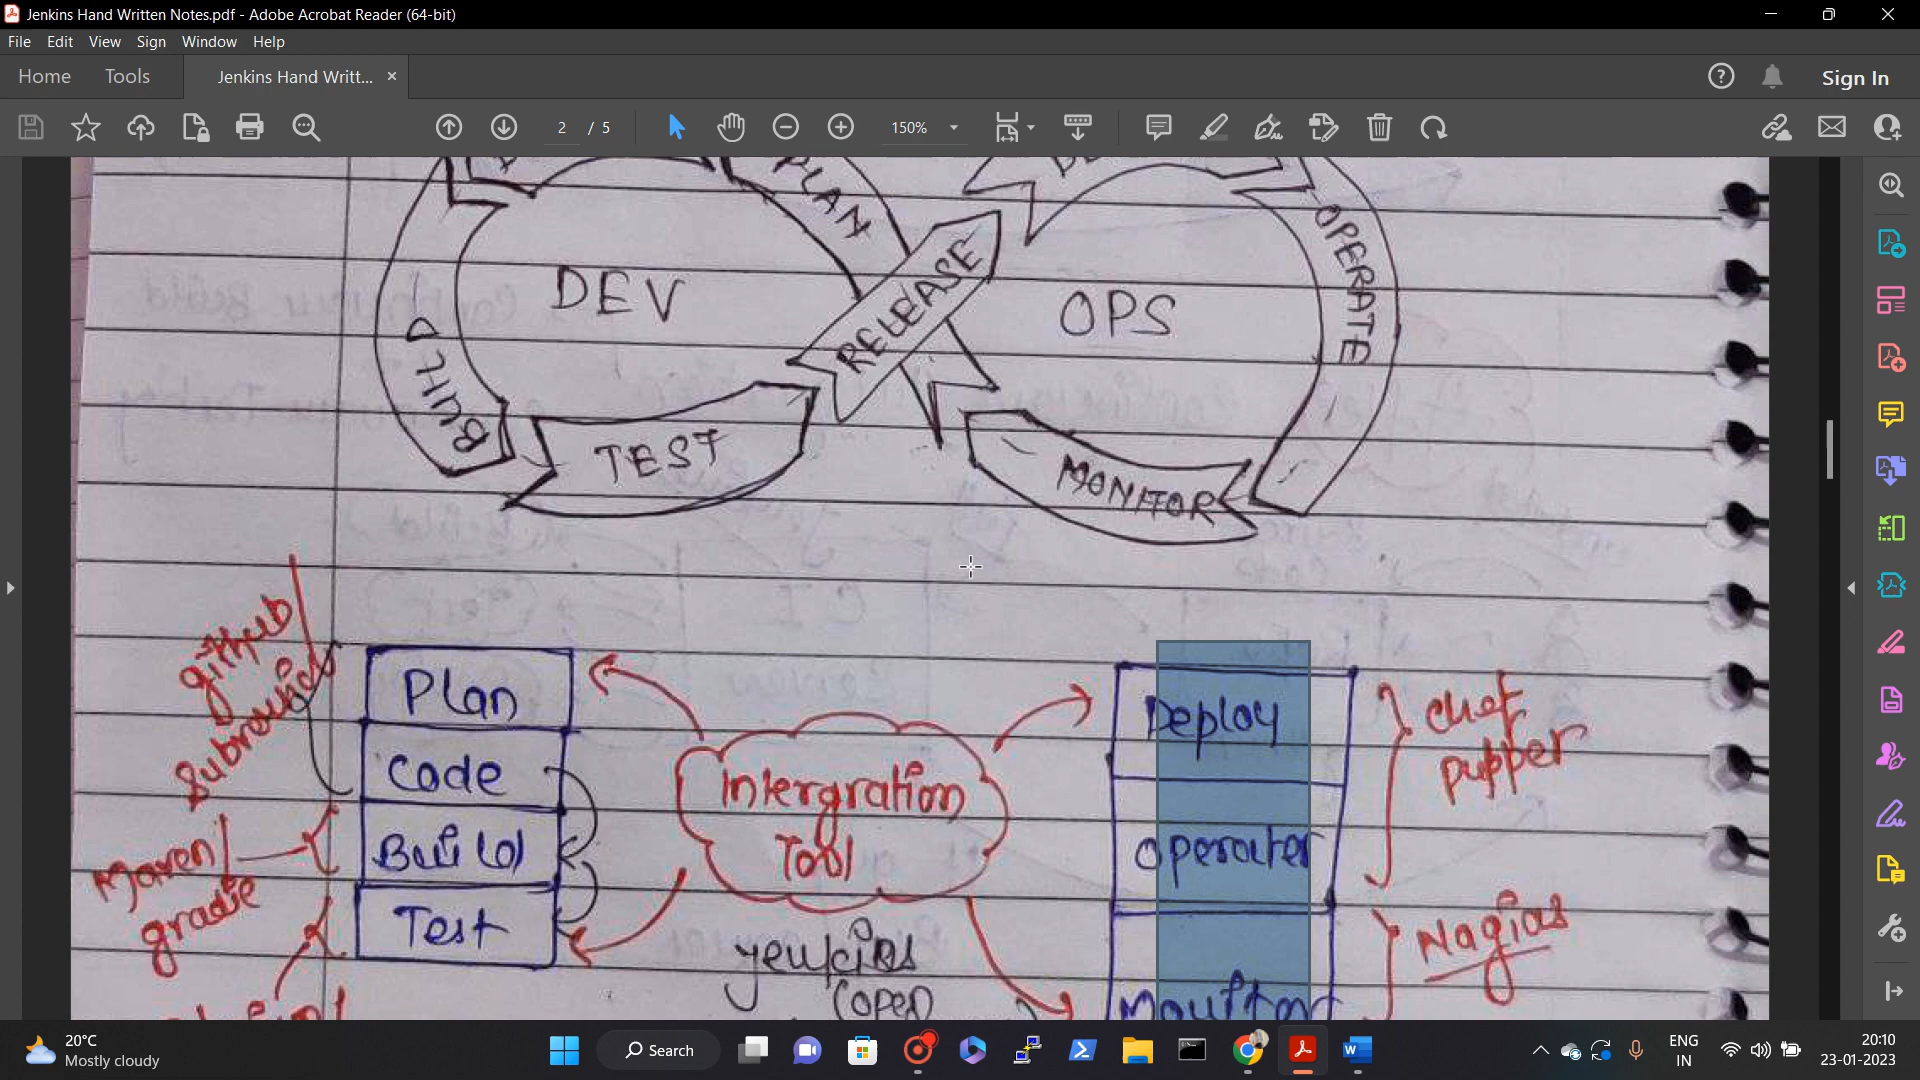 Jenkins Hand Written Notes.pdf - Adobe Acrobat Reader (64-bit)
File Edit View Sign Window Help
Home Tools Jenkins Hand Writt... × Sign In
2 / 5 150%
PLAN
OPERATE
RELEASE
DEV
OPS
BUILD
TEST
MONITOR
github
Plan
Deploy
chef
pupper
Code
Intergration
Tool
Maven/
gradle
Build
operater
Test
Nagios
(open
Monitor
20°C
Mostly cloudy
Search
ENG
IN
20:10
23-01-2023